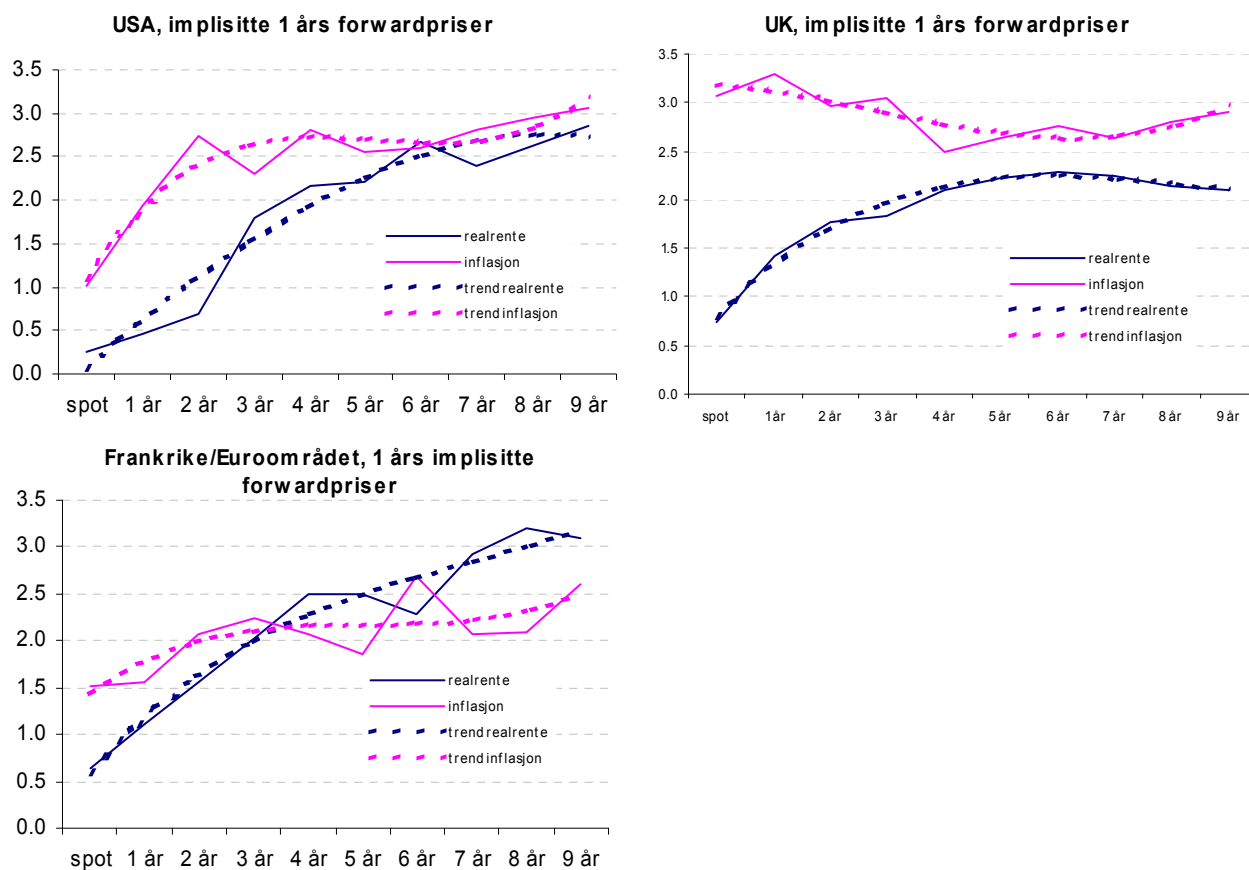 USA, implisitte 1 års forwardpriser
3.5
3.0
2.5
2.0
1.5
1.0
0.5
0.0
realrente
inflasjon
trend realrente
trend inflasjon
spot 1 år 2 år 3 år 4 år 5 år 6 år 7 år 8 år 9 år
UK, implisitte 1 års forwardpriser
3.5
3.0
2.5
2.0
1.5
1.0
0.5
0.0
realrente
inflasjon
trend realrente
trend inflasjon
spot 1 år 2 år 3 år 4 år 5 år 6 år 7 år 8 år 9 år
Frankrike/Euroområdet, 1 års implisitte
forwardpriser
3.5
3.0
2.5
2.0
1.5
1.0
0.5
0.0
realrente
inflasjon
trend realrente
trend inflasjon
spot 1 år 2 år 3 år 4 år 5 år 6 år 7 år 8 år 9 år